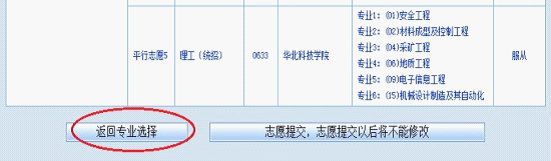 专业1：(01)安全工程
专业2：(02)材料成型及控制工程
专业3：(04)采矿工程
平行志愿5 理工（统招） 0633 华北科技学院 专业4：(06)地质工程 服从
专业5：(09)电子信息工程
专业6：(15)机械设计制造及其自动化
返回专业选择 志愿提交，志愿提交以后将不能修改